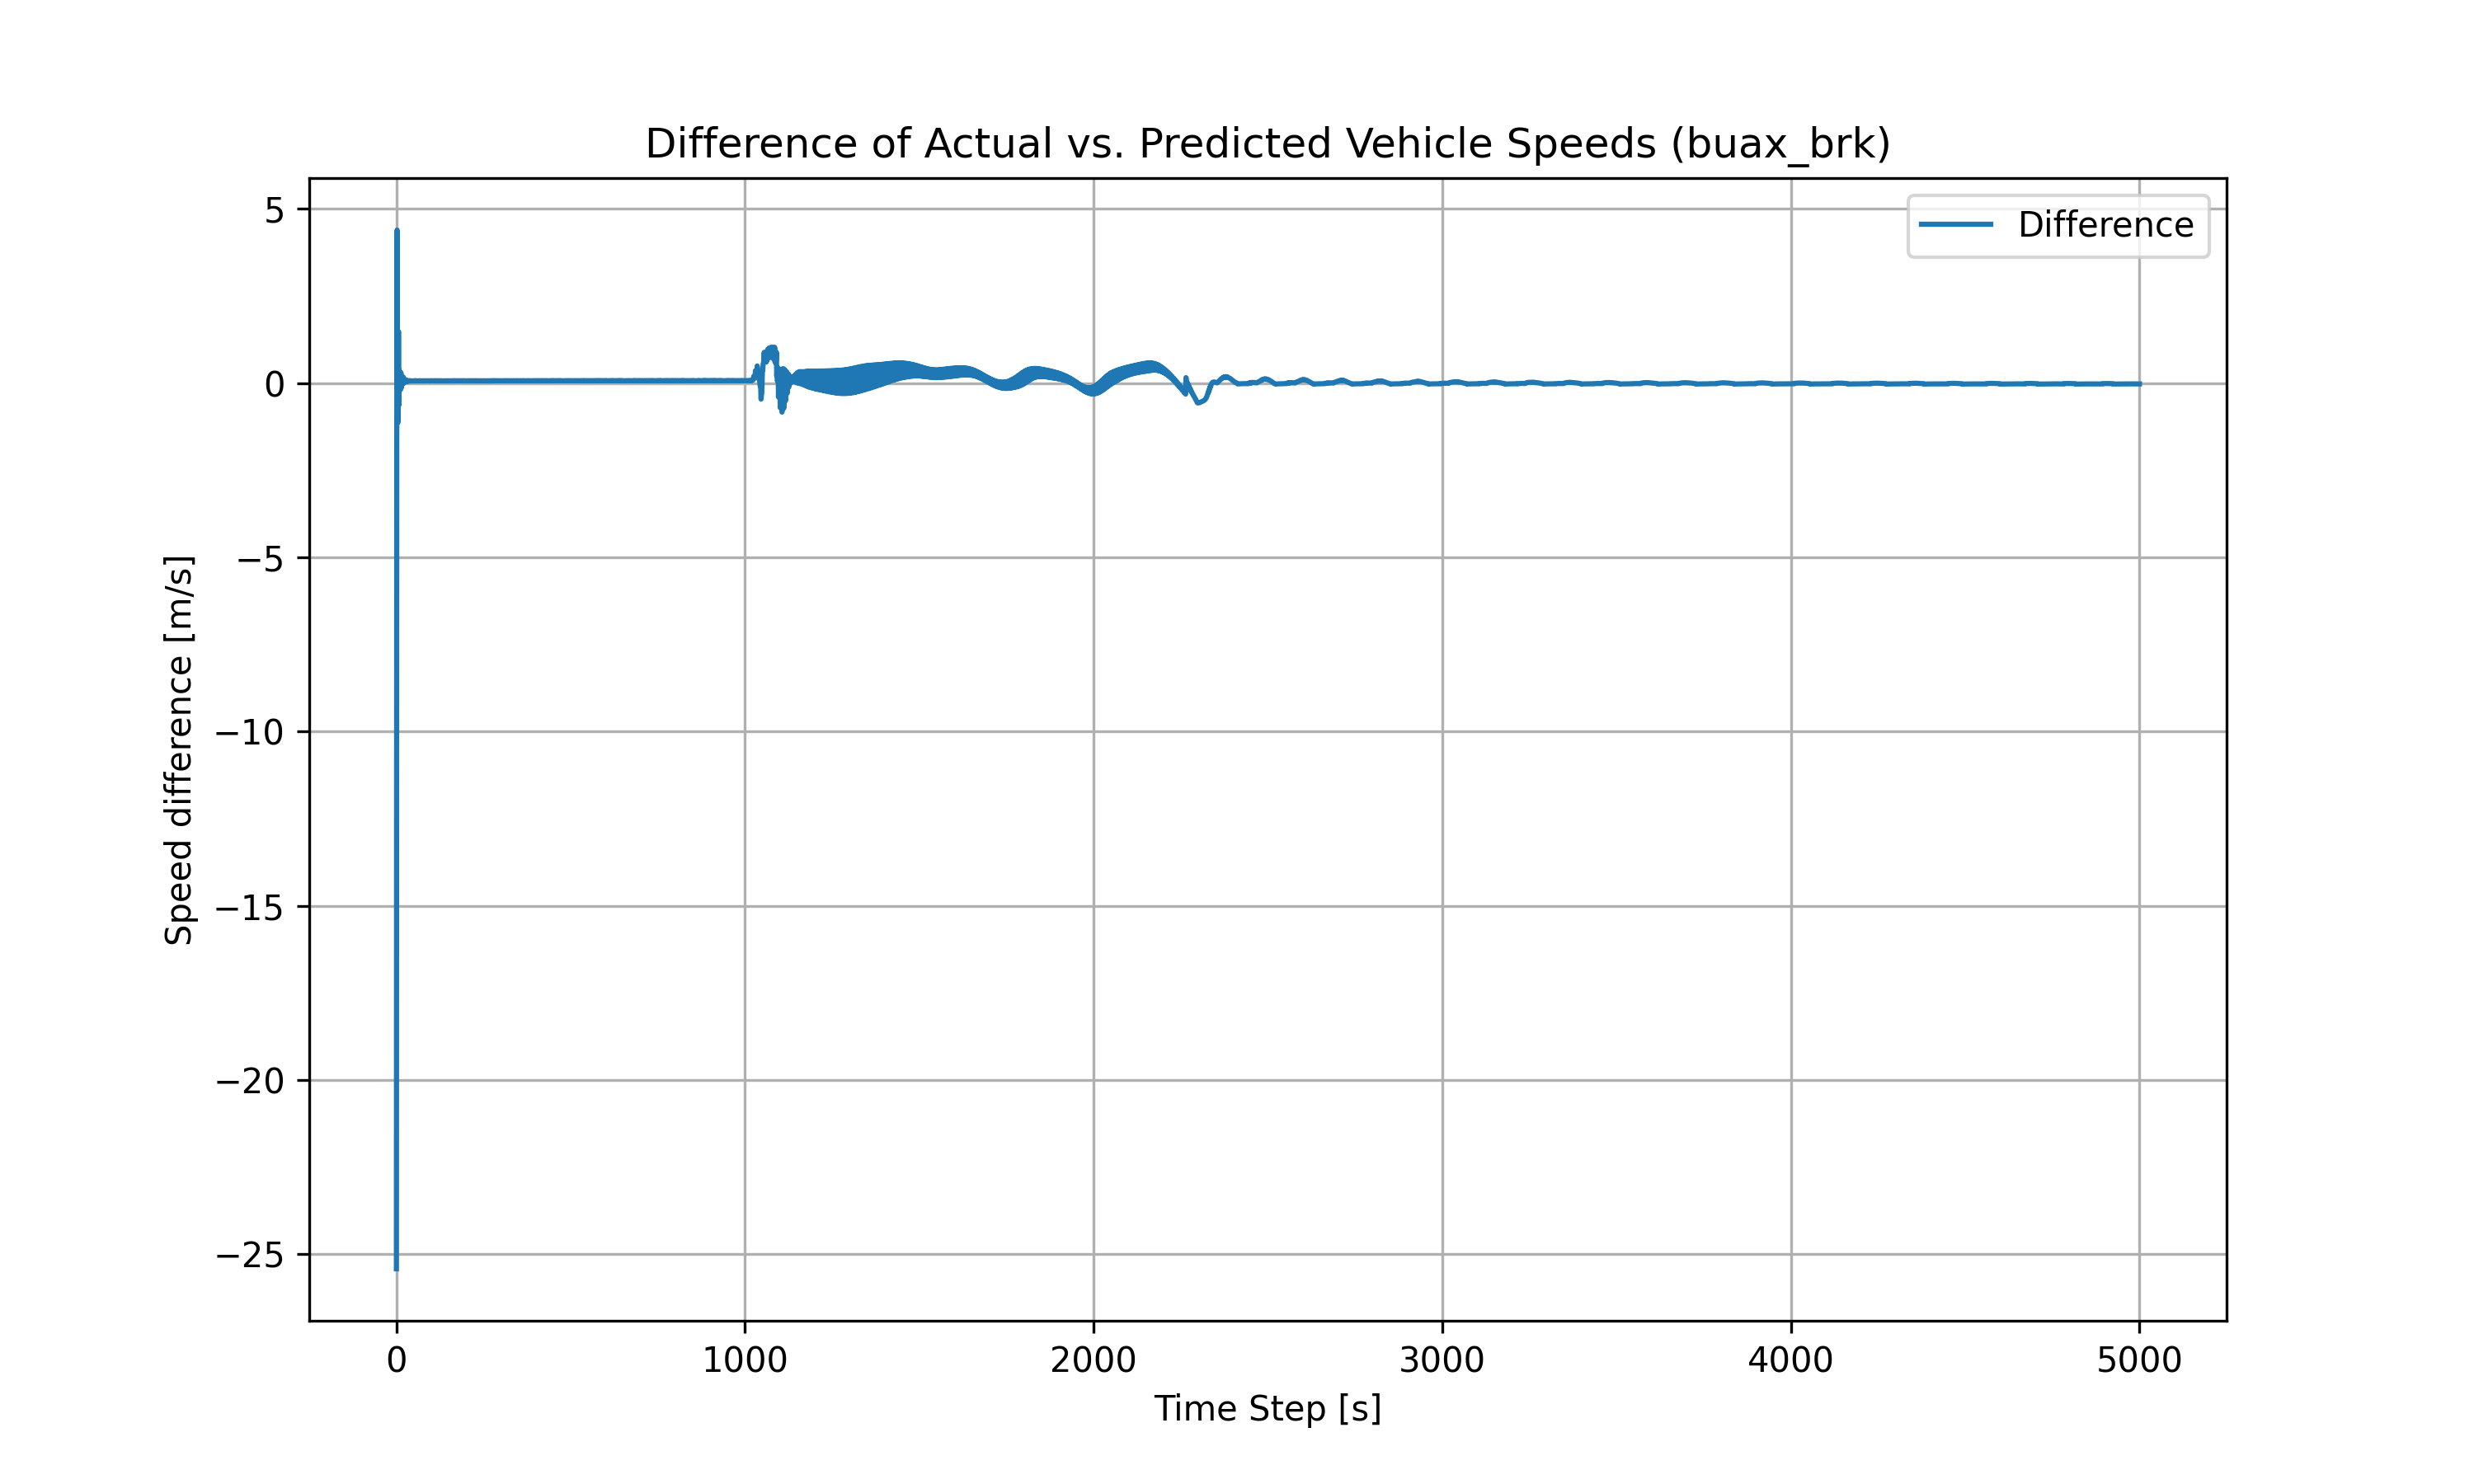 Difference of Actual vs. Predicted Vehicle Speeds (buax_brk)
Difference
Speed difference [m/s]
5
0
−5
−10
−15
−20
−25
0 1000 2000 3000 4000 5000
Time Step [s]